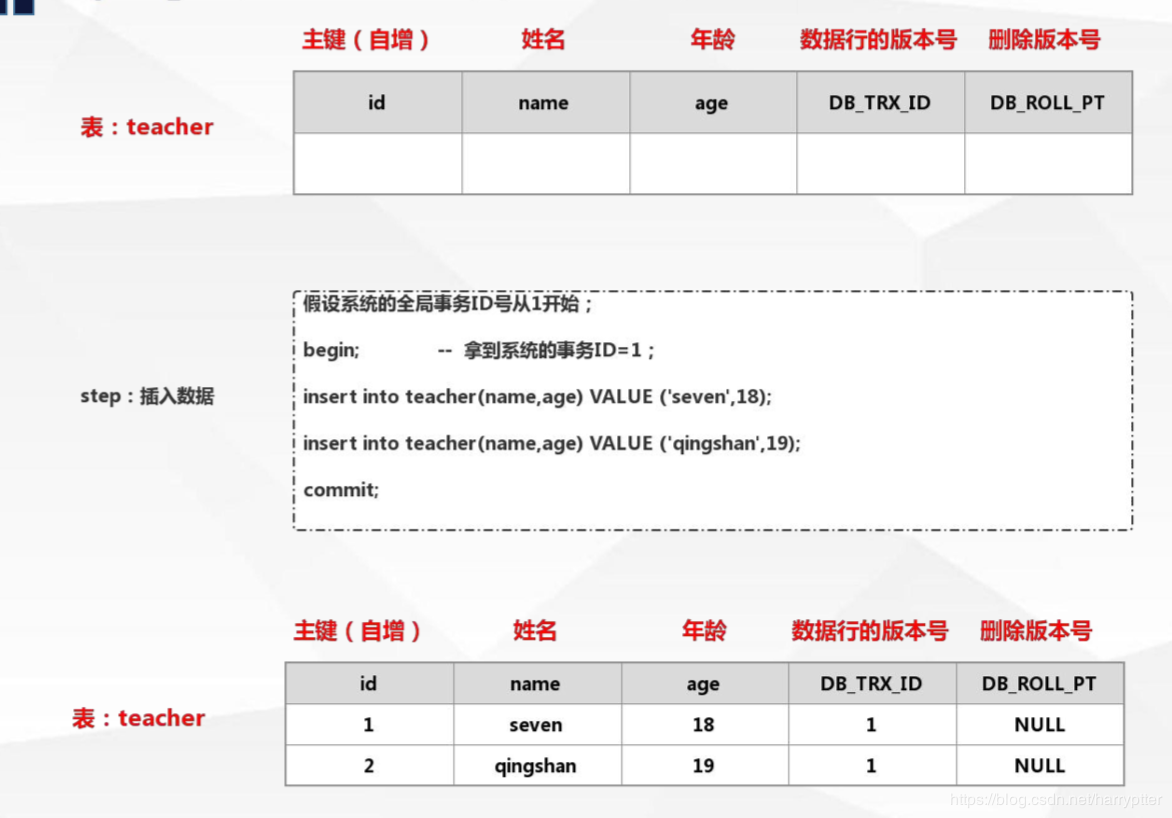 主键（自增） 姓名 年龄 数据行的版本号 删除版本号
id name age DB_TRX_ID DB_ROLL_PT
表：teacher
假设系统的全局事务ID号从1开始；
begin; -- 拿到系统的事务ID=1；
step：插入数据 insert into teacher(name,age) VALUE ('seven',18);
insert into teacher(name,age) VALUE ('qingshan',19);
commit;
主键（自增） 姓名 年龄 数据行的版本号 删除版本号
id name age DB_TRX_ID DB_ROLL_PT
表：teacher
1 seven 18 1 NULL
2 qingshan 19 1 NULL
https://blog.csdn.net/harryptter